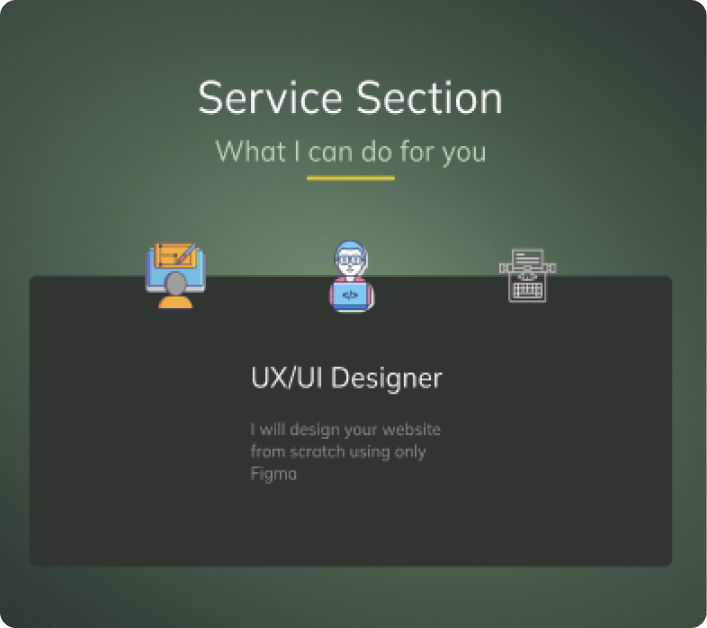 Service Section
What I can do for you
</>
UX/UI Designer
I will design your website
from scratch using only
Figma